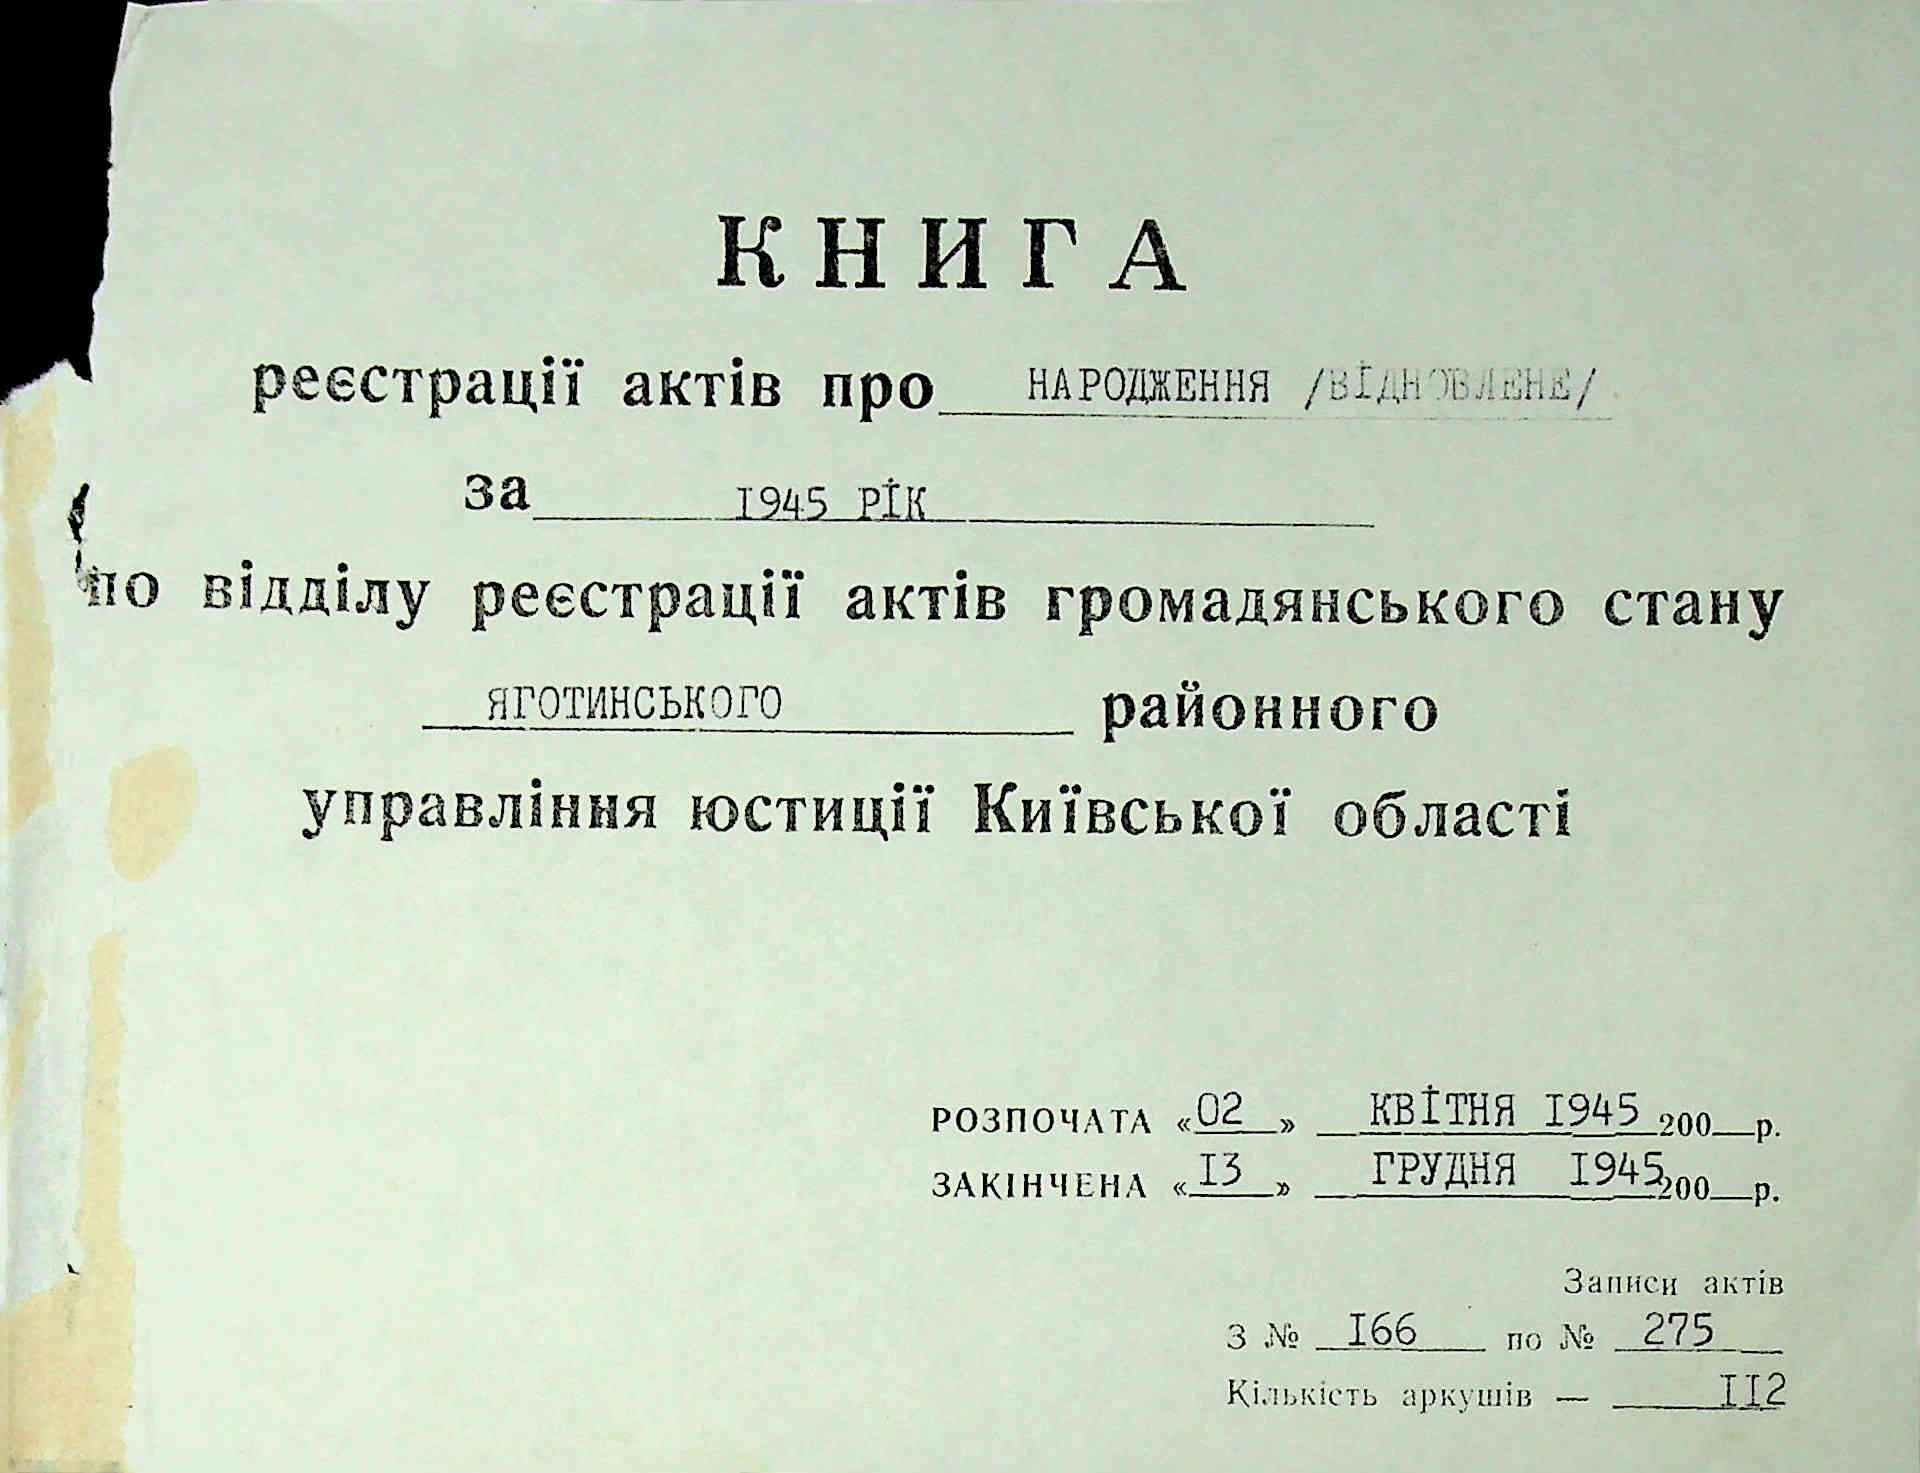 КНИГА
реєстрації актів про НАРОДЖЕННЯ /ВІДНОВЛЕНЕ/
за 1945 РІК
по відділу реєстрації актів громадянського стану
ЯГОТИНСЬКОГО районного
управління юстиції Київської області
РОЗПОЧАТА «02» КВІТНЯ 1945 200 р.
ЗАКІНЧЕНА «13» ГРУДНЯ 1945 200 р.
Записи актів
З № 166 по № 275
Кількість аркушів — 112